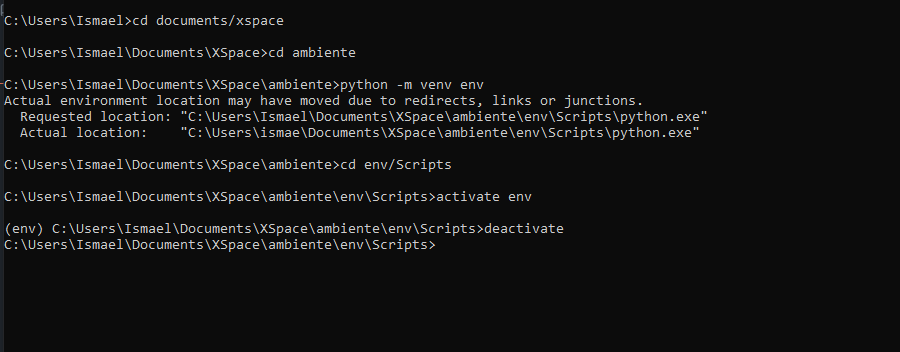 C:\Users\Ismael>cd documents/xspace
C:\Users\Ismael\Documents\XSpace>cd ambiente
C:\Users\Ismael\Documents\XSpace\ambiente>python -m venv env
Actual environment location may have moved due to redirects, links or junctions.
  Requested location: "C:\Users\Ismael\Documents\XSpace\ambiente\env\Scripts\python.exe"
  Actual location:    "C:\Users\ismae\Documents\XSpace\ambiente\env\Scripts\python.exe"
C:\Users\Ismael\Documents\XSpace\ambiente>cd env/Scripts
C:\Users\Ismael\Documents\XSpace\ambiente\env\Scripts>activate env
(env) C:\Users\Ismael\Documents\XSpace\ambiente\env\Scripts>deactivate
C:\Users\Ismael\Documents\XSpace\ambiente\env\Scripts>